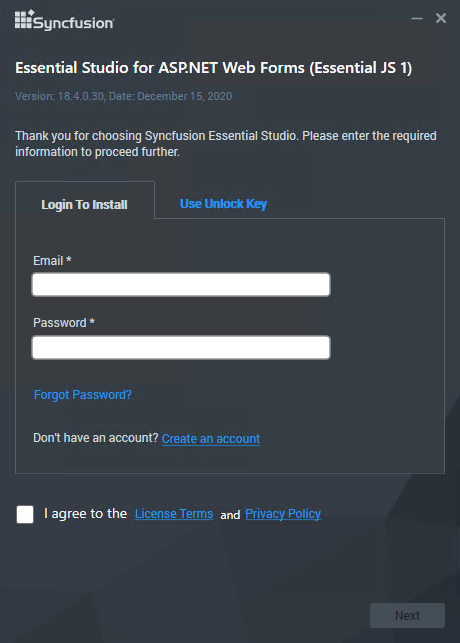 Syncfusion
Essential Studio for ASP.NET Web Forms (Essential JS 1)
Version: 18.4.0.30, Date: December 15, 2020
Thank you for choosing Syncfusion Essential Studio. Please enter the required
information to proceed further.
Login To Install
Use Unlock Key
Email *
Password *
Forgot Password?
Don't have an account? Create an account
I agree to the License Terms and Privacy Policy
Next